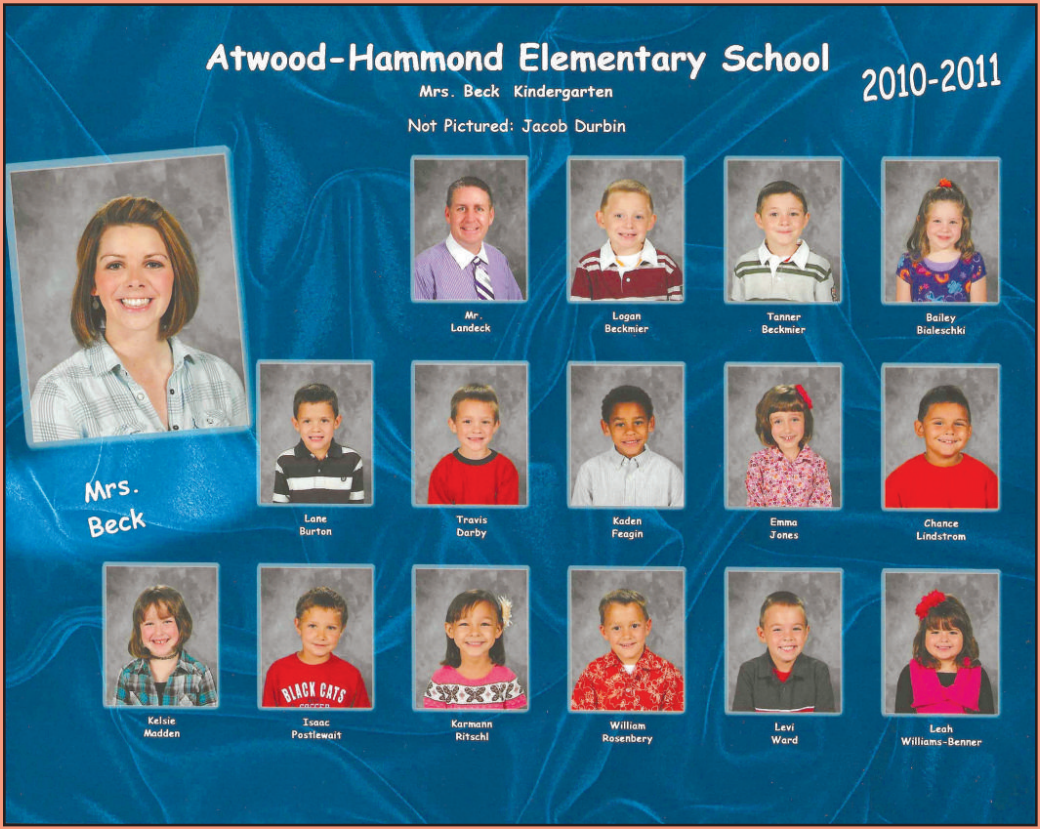 Atwood-Hammond Elementary School
2010-2011
Mrs. Beck Kindergarten
Not Pictured: Jacob Durbin
Mr.
Landeck
Logan
Beckmier
Tanner
Beckmier
Bailey
Bialeschki
Mrs.
Beck
Lane
Burton
Travis
Darby
Kaden
Feagin
Emma
Jones
Chance
Lindstrom
BLACK CATS
SOCCER
Kelsie
Madden
Isaac
Postlewait
Karmann
Ritschl
William
Rosenbery
Levi
Ward
Leah
Williams-Benner